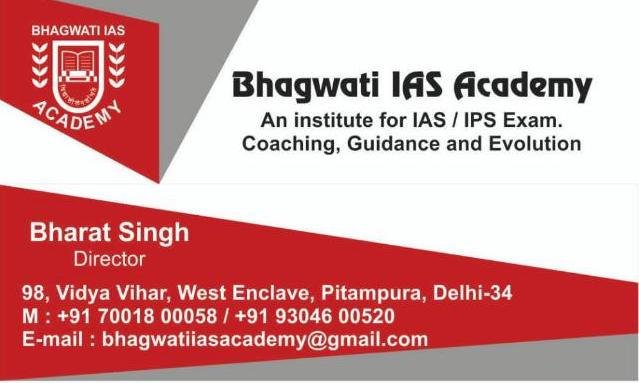 BHAGWATI IAS
ACADEMY
Bhagwati IAS Academy
An institute for IAS / IPS Exam.
Coaching, Guidance and Evolution
Bharat Singh
Director
98, Vidya Vihar, West Enclave, Pitampura, Delhi-34
M : +91 70018 00058 / +91 93046 00520
E-mail : bhagwatiiasacademy@gmail.com